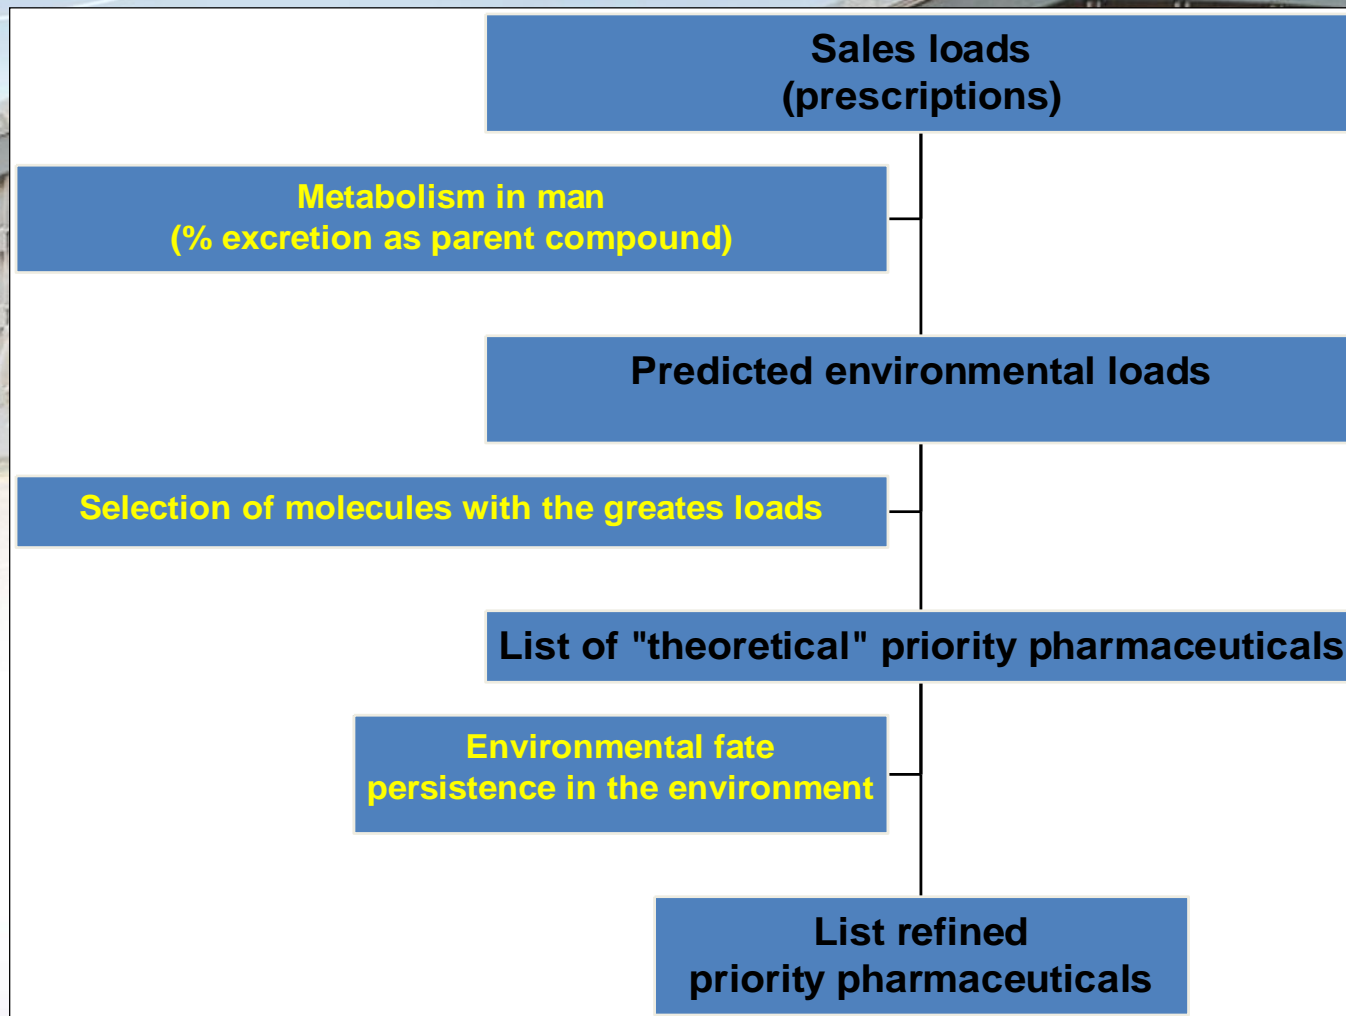 Sales loads
(prescriptions)
Metabolism in man
(% excretion as parent compound)
Predicted environmental loads
Selection of molecules with the greates loads
List of "theoretical" priority pharmaceuticals
Environmental fate
persistence in the environment
List refined
priority pharmaceuticals